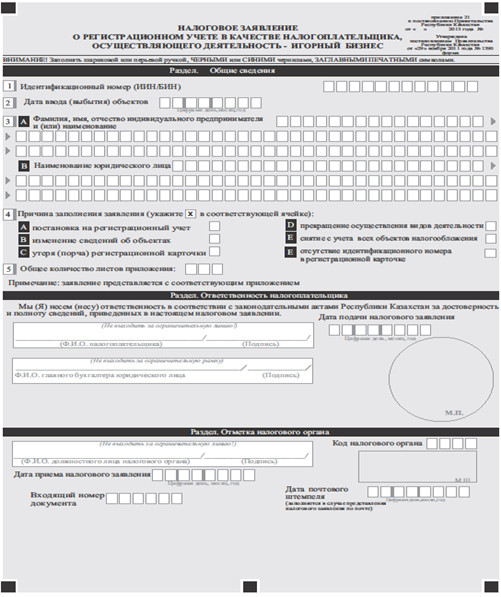 приложение 21
к постановлению Правительства
Республики Казахстан
от « » 2013 года №
Утверждена
постановлением Правительства
Республики Казахстан
от «29» ноября 2011 года № 1390
форма
НАЛОГОВОЕ ЗАЯВЛЕНИЕ
О РЕГИСТРАЦИОННОМ УЧЕТЕ В КАЧЕСТВЕ НАЛОГОПЛАТЕЛЬЩИКА,
ОСУЩЕСТВЛЯЮЩЕГО ДЕЯТЕЛЬНОСТЬ - ИГОРНЫЙ БИЗНЕС
ВНИМАНИЕ! Заполнять шариковой или перьевой ручкой, ЧЕРНЫМИ или СИНИМИ чернилами, ЗАГЛАВНЫМИ ПЕЧАТНЫМИ символами.
Раздел. Общие сведения
1 Идентификационный номер (ИИН/БИН)
2 Дата ввода (выбытия) объектов
Цифрами день, месяц, год
3 A Фамилия, имя, отчество индивидуального предпринимателя
и (или) наименование
B Наименование юридического лица
4 Причина заполнения заявления (укажите X в соответствующей ячейке):
A постановка на регистрационный учет
B изменение сведений об объектах
C утеря (порча) регистрационной карточки
D прекращение осуществления видов деятельности
E снятие с учета всех объектов налогообложения
E отсутствие идентификационного номера
в регистрационной карточке
5 Общее количество листов приложения:
Примечание: заявление представляется с соответствующим приложением
Раздел. Ответственность налогоплательщика
Мы (Я) несем (несу) ответственность в соответствии с законодательными актами Республики Казахстан за достоверность
и полноту сведений, приведенных в настоящем налоговом заявлении.
Дата подачи налогового заявления
Цифрами день, месяц, год
(Не выходить за ограничительную линию!)
(Ф.И.О. налогоплательщика) / (Подпись) /
(Не выходить за ограничительную рамку)
Ф.И.О. главного бухгалтера юридического лица / (Подпись) /
М.П.
Раздел. Отметка налогового органа
(Не выходить за ограничительную линию!)
(Ф.И.О. должностного лица налогового органа) / (Подпись) /
Код налогового органа
М.Ш.
Дата приема налогового заявления
Цифрами день, месяц, год
Входящий номер
документа
Дата почтового
штемпеля
(заполняется в случае представления
налогового заявления по почте)
Цифрами день, месяц, год